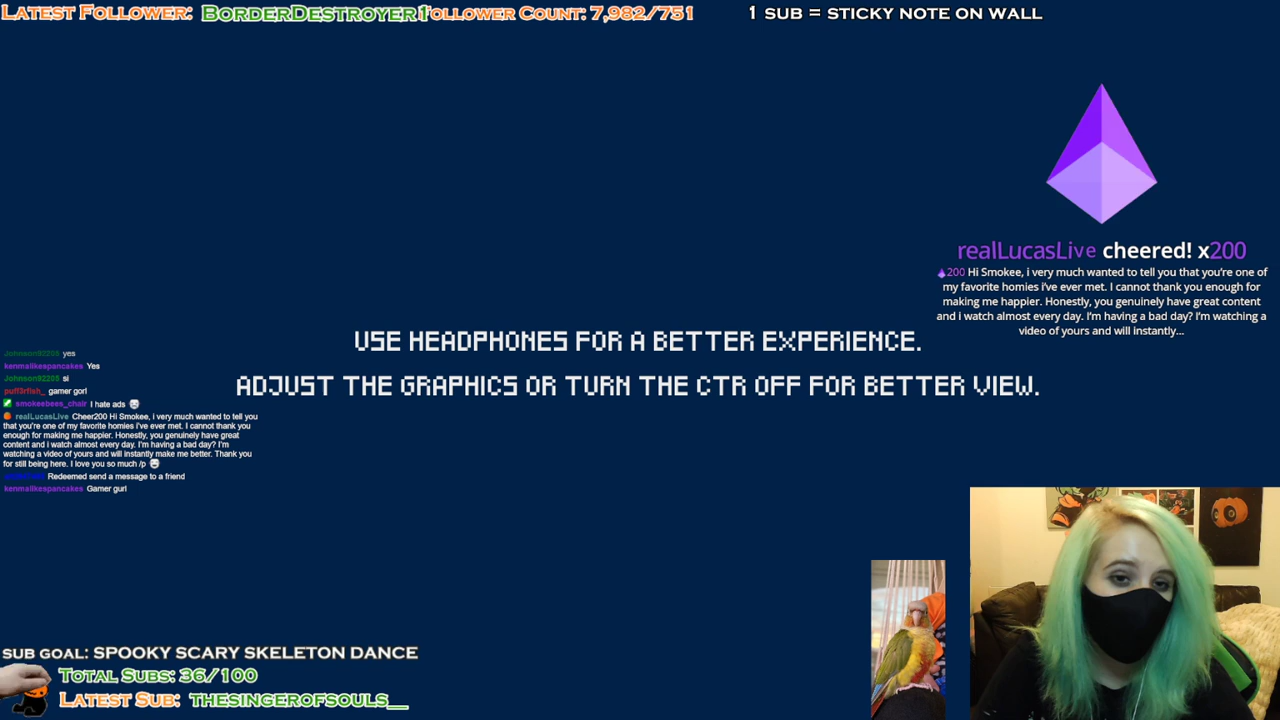 LATEST FOLLOWER: BORDERDESTROYER1
FOLLOWER COUNT: 7,982/751
1 SUB = STICKY NOTE ON WALL
realLucasLive cheered! x200
200 Hi Smokee, i very much wanted to tell you that you're one of
my favorite homies i've ever met. I cannot thank you enough for
making me happier. Honestly, you genuinely have great content
and i watch almost every day. I'm having a bad day? I'm watching a
video of yours and will instantly...
USE HEADPHONES FOR A BETTER EXPERIENCE.
ADJUST THE GRAPHICS OR TURN THE CTR OFF FOR BETTER VIEW.
Johnson92205 yes
kenmalikespancakes Yes
Johnson92205 si
puff3rfish_ gamer gorl
smokeebees_chair I hate ads
realLucasLive Cheer200 Hi Smokee, i very much wanted to tell you
that you're one of my favorite homies i've ever met. I cannot thank you
enough for making me happier. Honestly, you genuinely have great
content and i watch almost every day. I'm having a bad day? I'm
watching a video of yours and will instantly make me better. Thank you
for still being here. I love you so much /p
Redeemed send a message to a friend
kenmalikespancakes Gamer gurl
SUB GOAL: SPOOKY SCARY SKELETON DANCE
TOTAL SUBS: 36/100
LATEST SUB: THESINGEROFSOULS__